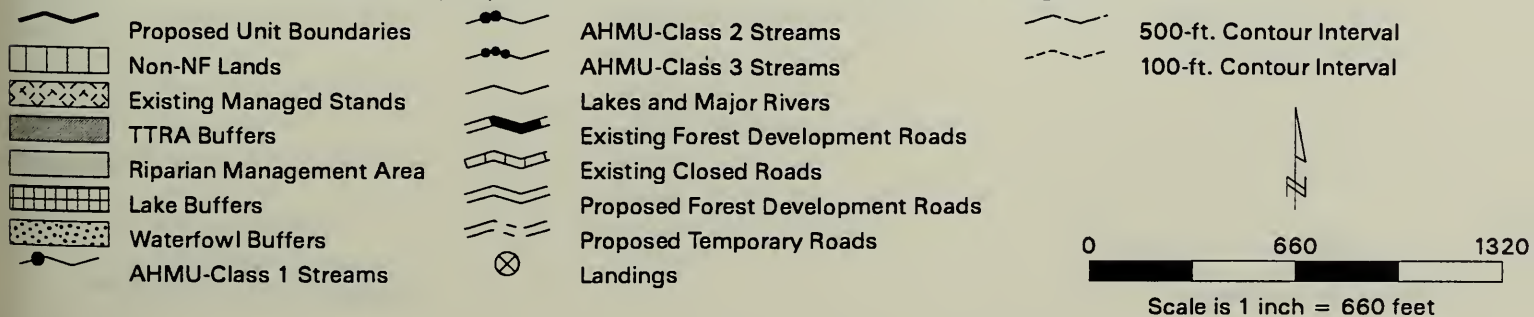 Proposed Unit Boundaries
Non-NF Lands
Existing Managed Stands
TTRA Buffers
Riparian Management Area
Lake Buffers
Waterfowl Buffers
AHMU-Class 1 Streams
AHMU-Class 2 Streams
AHMU-Class 3 Streams
Lakes and Major Rivers
Existing Forest Development Roads
Existing Closed Roads
Proposed Forest Development Roads
Proposed Temporary Roads
Landings
500-ft. Contour Interval
100-ft. Contour Interval
N
0 660 1320
Scale is 1 inch = 660 feet